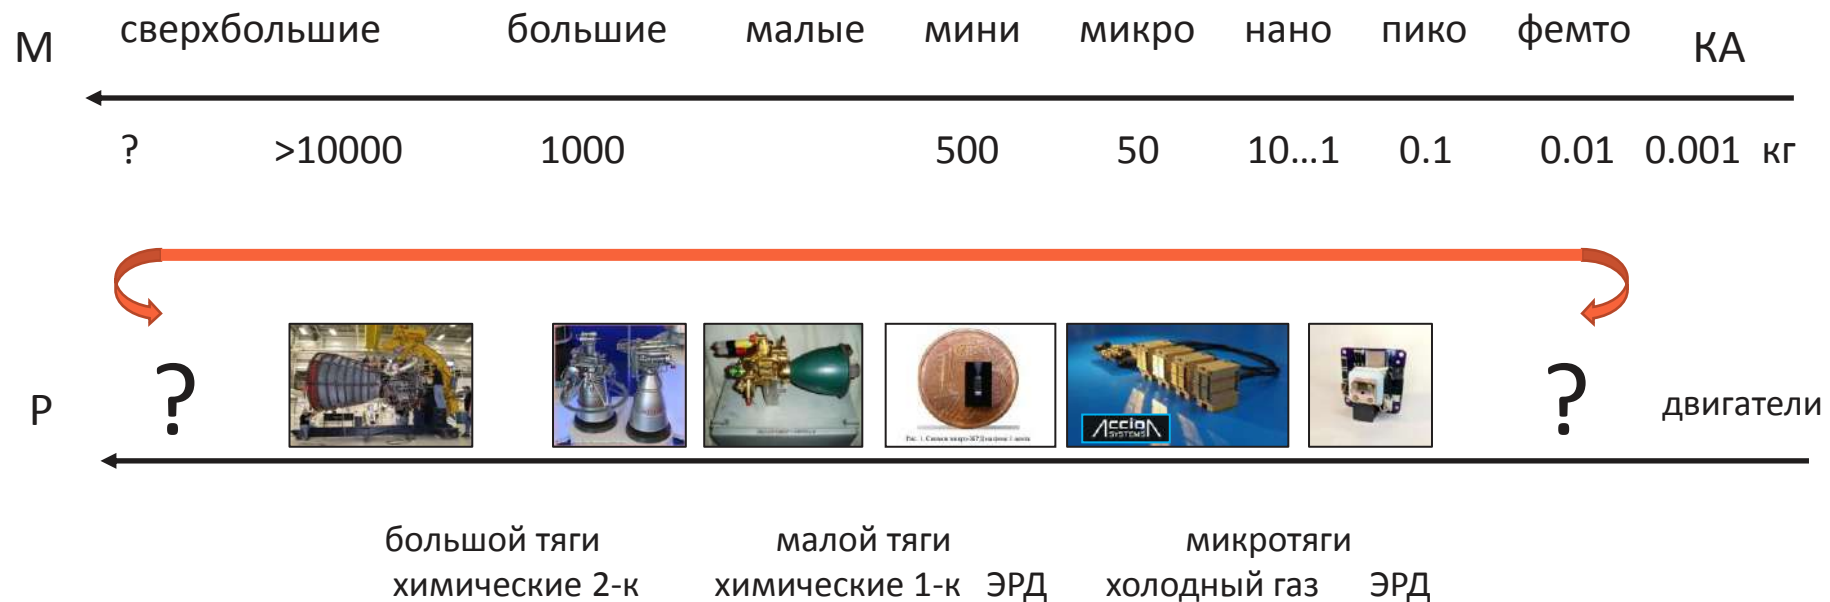 М сверхбольшие большие малые мини микро нано пико фемто КА
? >10000 1000 500 50 10...1 0.1 0.01 0.001 кг
Р ? ? двигатели
Accion
SYSTEMS
большой тяги малой тяги микротяги
химические 2-к химические 1-к ЭРД холодный газ ЭРД